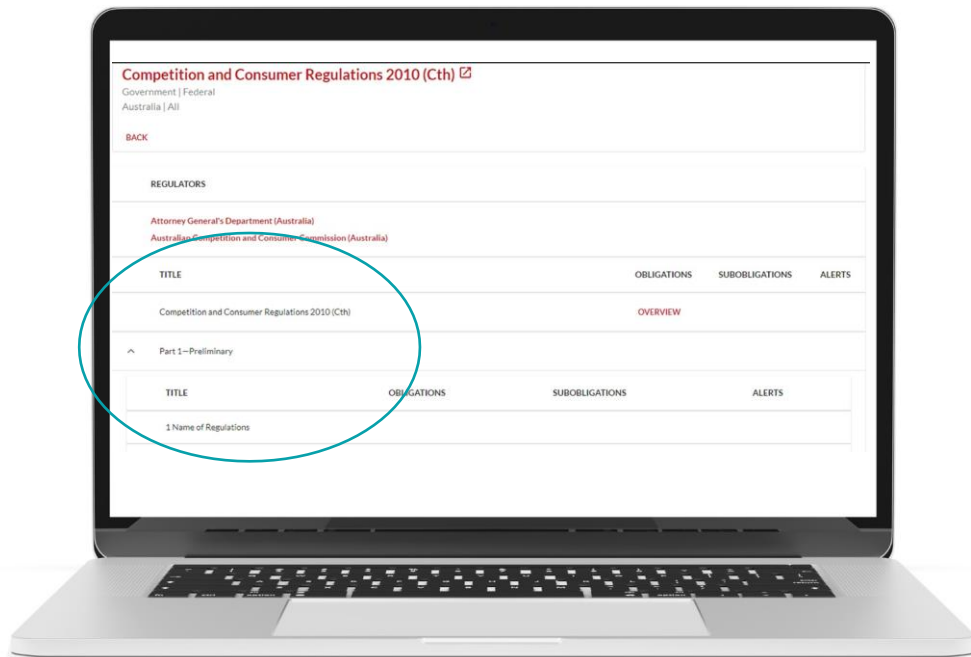 Competition and Consumer Regulations 2010 (Cth)
Government | Federal
Australia | All
BACK
REGULATORS
Attorney General's Department (Australia)
Australian Competition and Consumer Commission (Australia)
TITLE OBLIGATIONS SUBOBLIGATIONS ALERTS
Competition and Consumer Regulations 2010 (Cth) OVERVIEW
Part 1—Preliminary
TITLE OBLIGATIONS SUBOBLIGATIONS ALERTS
1 Name of Regulations